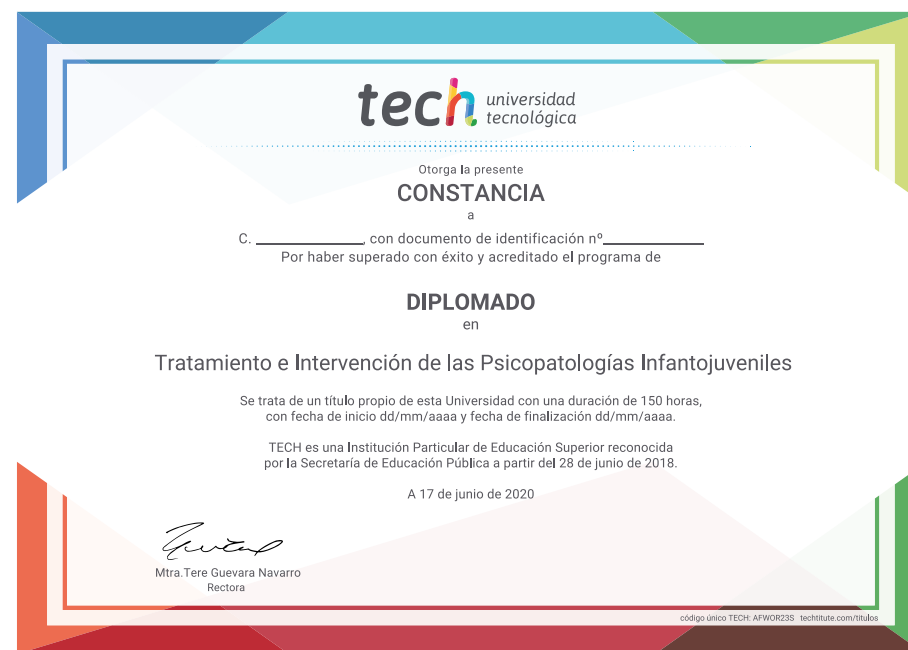 tech universidad
tecnológica
Otorga la presente
CONSTANCIA
a
C. ____________, con documento de identificación nº____________
Por haber superado con éxito y acreditado el programa de
DIPLOMADO
en
Tratamiento e Intervención de las Psicopatologías Infantojuveniles
Se trata de un título propio de esta Universidad con una duración de 150 horas,
con fecha de inicio dd/mm/aaaa y fecha de finalización dd/mm/aaaa.
TECH es una Institución Particular de Educación Superior reconocida
por la Secretaría de Educación Pública a partir del 28 de junio de 2018.
A 17 de junio de 2020
Mtra.Tere Guevara Navarro
Rectora
código único TECH: AFWOR23S techtitute.com/titulos